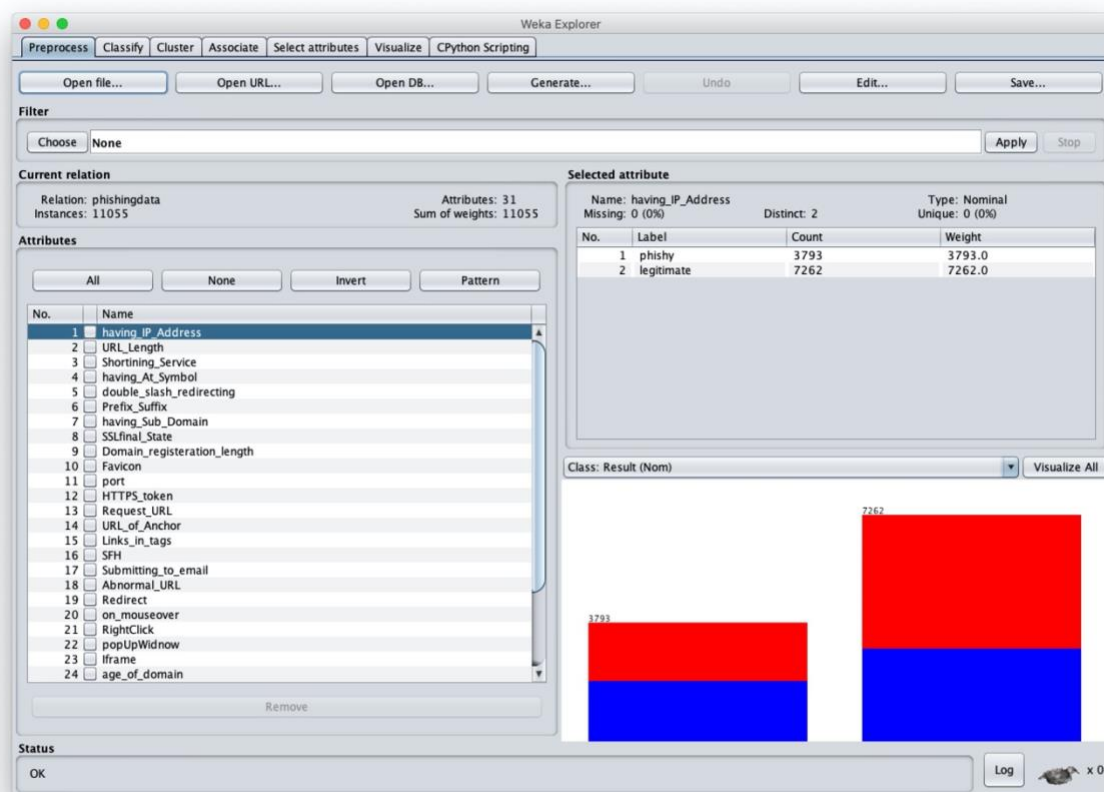 Weka Explorer
Preprocess Classify Cluster Associate Select attributes Visualize CPython Scripting
Open file... Open URL... Open DB... Generate... Undo Edit... Save...
Filter
Choose None Apply Stop
Current relation
Relation: phishingdata Attributes: 31
Instances: 11055 Sum of weights: 11055
Attributes
All None Invert Pattern
No. Name
1 having_IP_Address
2 URL_Length
3 Shortining_Service
4 having_At_Symbol
5 double_slash_redirecting
6 Prefix_Suffix
7 having_Sub_Domain
8 SSLfinal_State
9 Domain_registeration_length
10 Favicon
11 port
12 HTTPS_token
13 Request_URL
14 URL_of_Anchor
15 Links_in_tags
16 SFH
17 Submitting_to_email
18 Abnormal_URL
19 Redirect
20 on_mouseover
21 RightClick
22 popUpWidnow
23 Iframe
24 age_of_domain
Remove
Selected attribute
Name: having_IP_Address Type: Nominal
Missing: 0 (0%) Distinct: 2 Unique: 0 (0%)
No. Label Count Weight
1 phishy 3793 3793.0
2 legitimate 7262 7262.0
Class: Result (Nom) Visualize All
7262
3793
Status
OK Log x 0